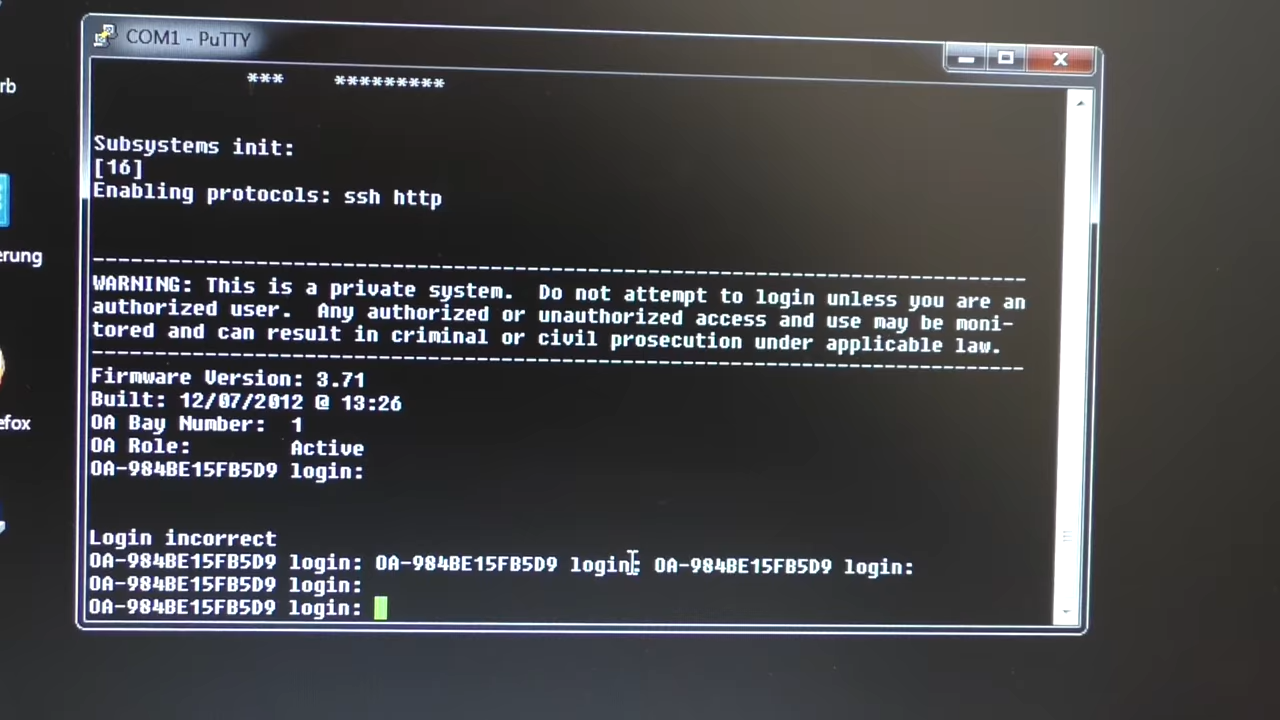 COM1 - PuTTY
*** *********
Subsystems init:
[16]
Enabling protocols: ssh http
--------------------------------------------------------------------------------
WARNING: This is a private system. Do not attempt to login unless you are an
authorized user. Any authorized or unauthorized access and use may be moni-
tored and can result in criminal or civil prosecution under applicable law.
--------------------------------------------------------------------------------
Firmware Version: 3.71
Built: 12/07/2012 @ 13:26
OA Bay Number: 1
OA Role: Active
OA-984BE15FB5D9 login:
Login incorrect
OA-984BE15FB5D9 login: OA-984BE15FB5D9 login: OA-984BE15FB5D9 login:
OA-984BE15FB5D9 login:
OA-984BE15FB5D9 login:
rb
erung
efox